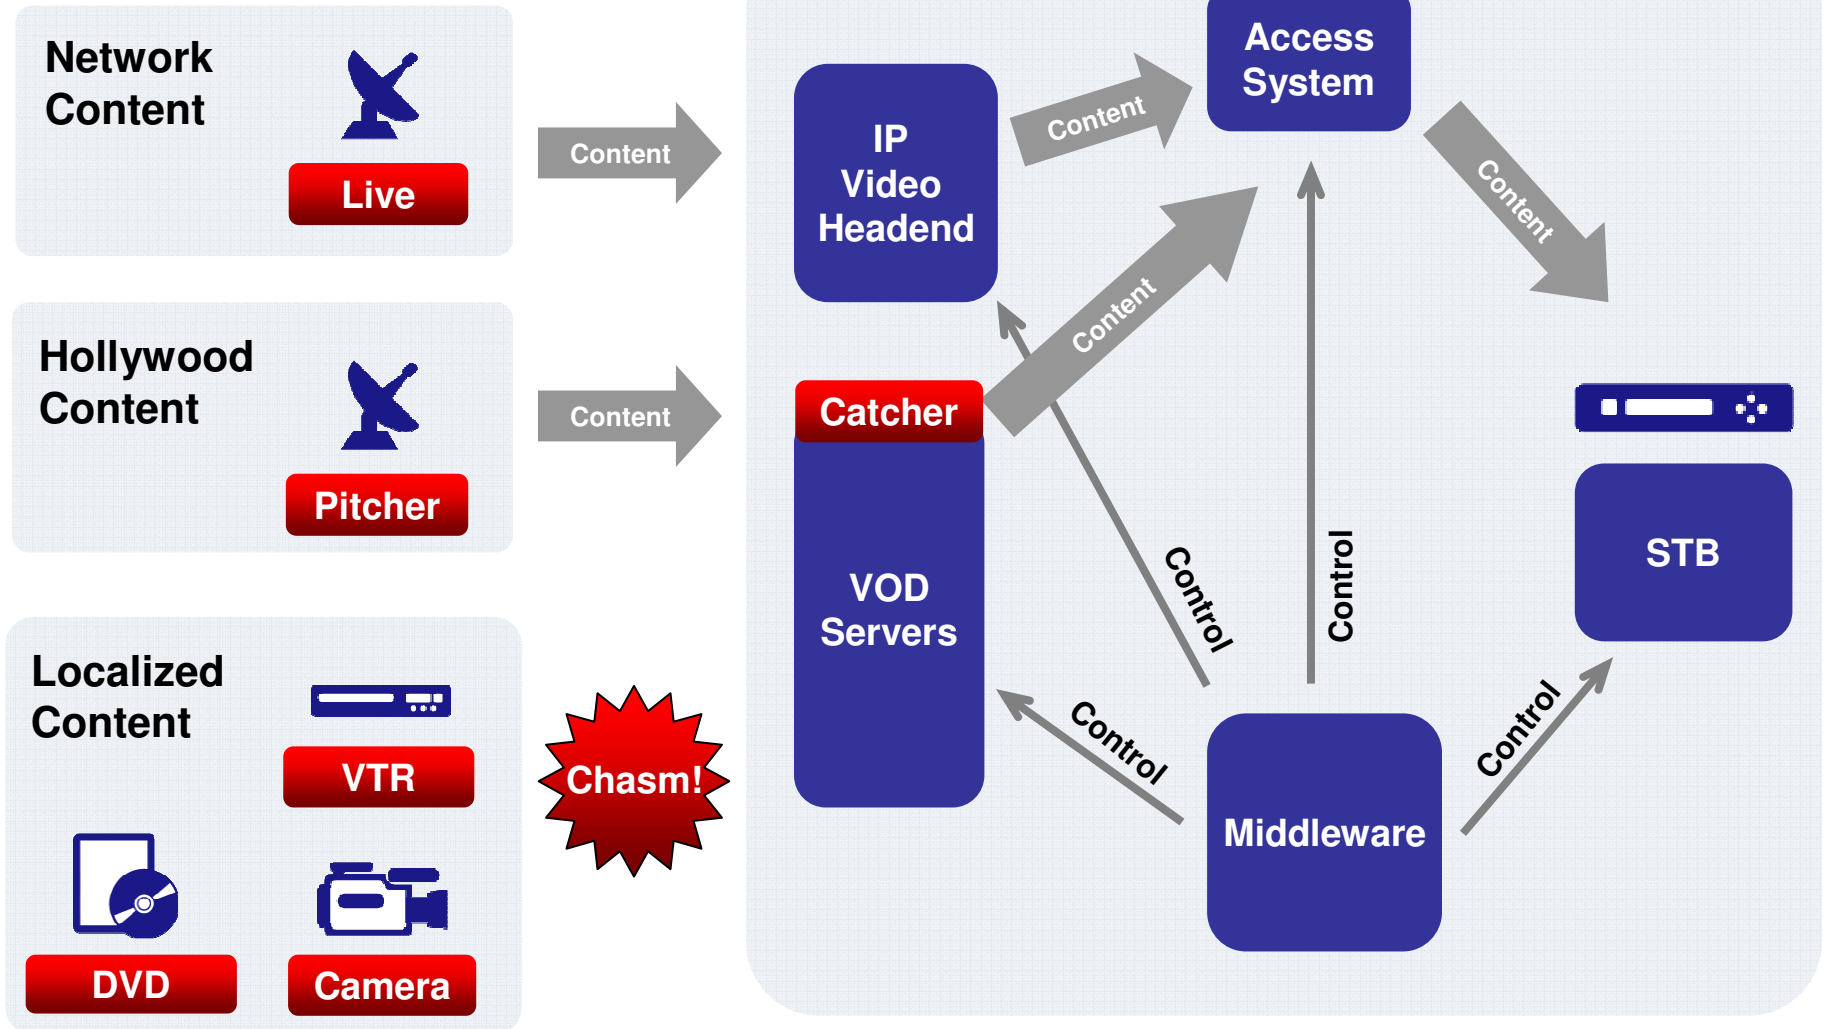 Network
Content
Live
Content
Hollywood
Content
Pitcher
Content
Localized
Content
VTR
DVD
Camera
Chasm!
IP
Video
Headend
Content
Access
System
Content
Content
Catcher
VOD
Servers
Control
Control
Control
Control
STB
Middleware